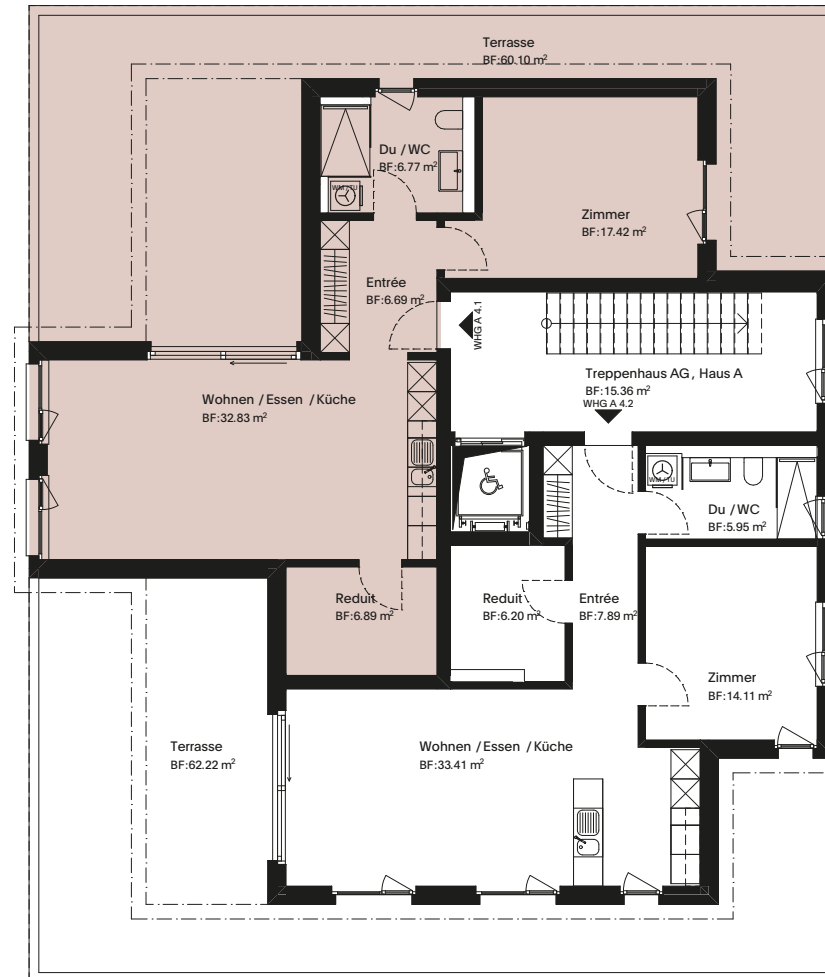 Terrasse
BF:60.10 m²
Du / WC
BF:6.77 m²
WM / TU
Zimmer
BF:17.42 m²
Entrée
BF:6.69 m²
WHG A 4.1
Treppenhaus AG, Haus A
BF:15.36 m²
WHG A 4.2
Wohnen / Essen / Küche
BF:32.83 m²
WM / TU
Du / WC
BF:5.95 m²
Reduit
BF:6.89 m²
Reduit
BF:6.20 m²
Entrée
BF:7.89 m²
Zimmer
BF:14.11 m²
Terrasse
BF:62.22 m²
Wohnen / Essen / Küche
BF:33.41 m²